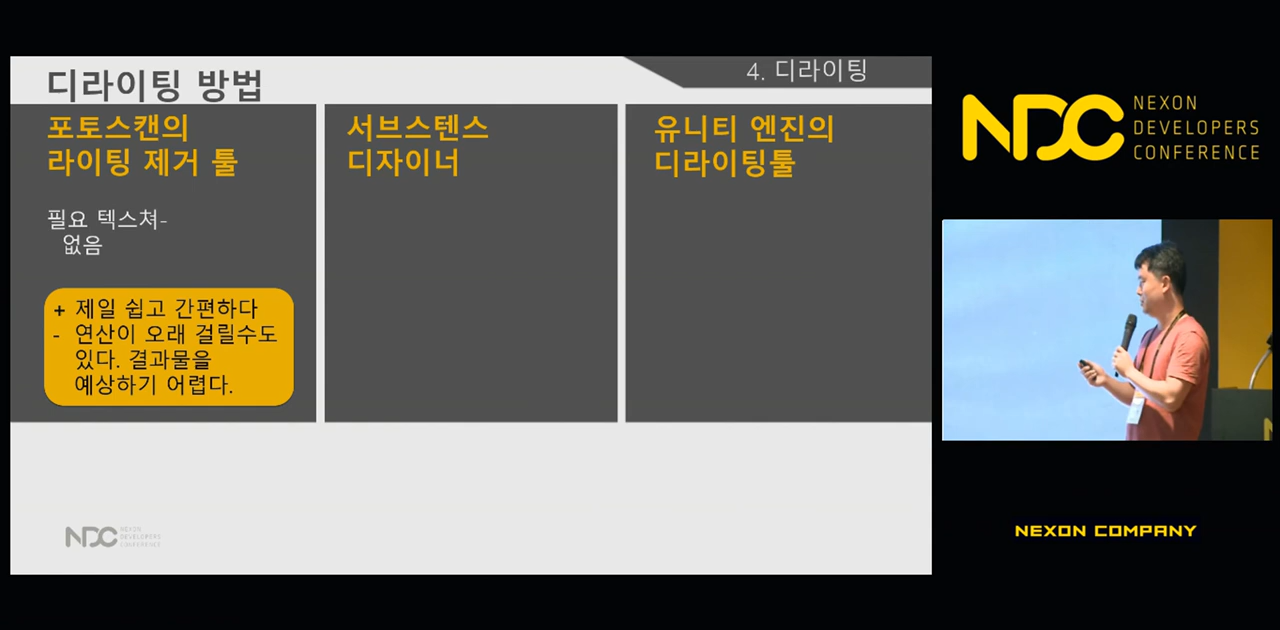 디라이팅 방법
4. 디라이팅
포토스캔의
라이팅 제거 툴
필요 텍스쳐-
없음
+ 제일 쉽고 간편하다
- 연산이 오래 걸릴수도
있다. 결과물을
예상하기 어렵다.
서브스텐스
디자이너
유니티 엔진의
디라이팅툴
NDC
NEXON
DEVELOPERS
CONFERENCE
NDC
NEXON
DEVELOPERS
CONFERENCE
NEXON COMPANY